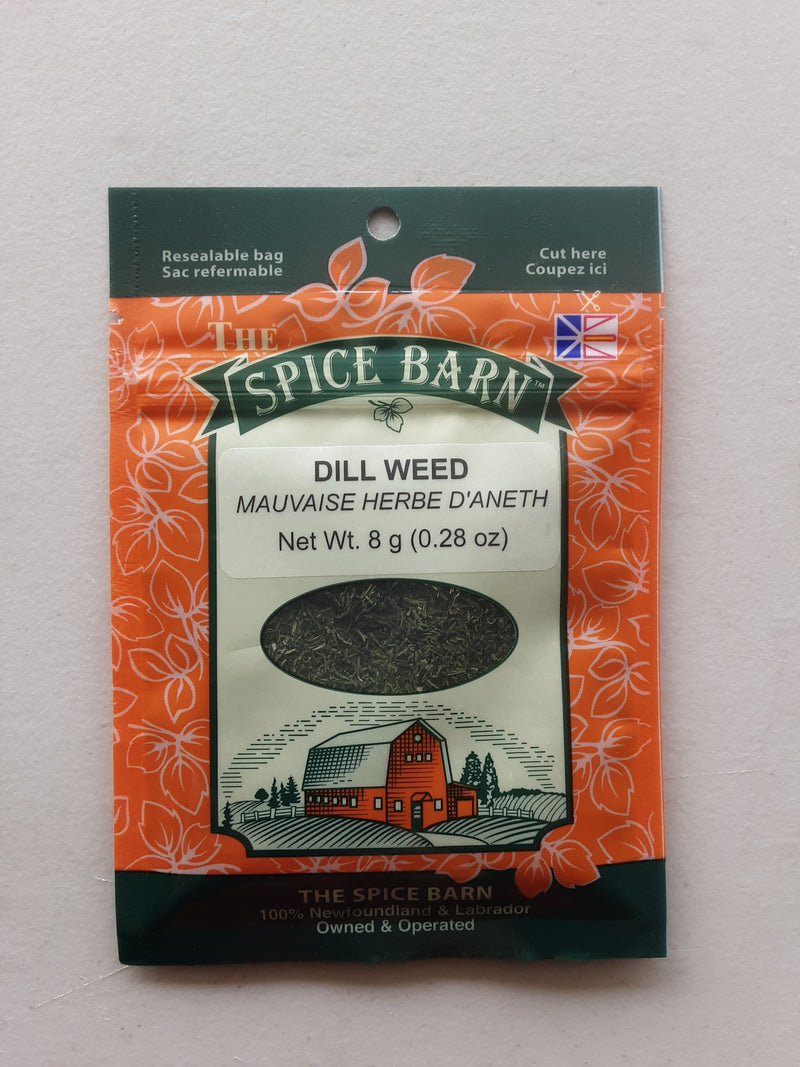 Resealable bag
Sac refermable
Cut here
Coupez ici
THE
SPICE BARN™
DILL WEED
MAUVAISE HERBE D'ANETH
Net Wt. 8 g (0.28 oz)
THE SPICE BARN
100% Newfoundland & Labrador
Owned & Operated